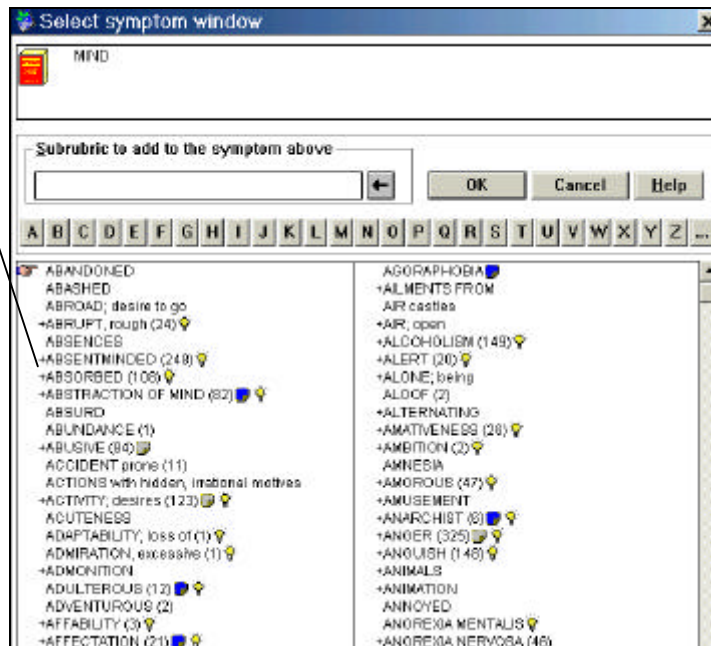 Select symptom window
MIND
Subrubric to add to the symptom above
OK Cancel Help
A B C D E F G H I J K L M N O P Q R S T U V W X Y Z ...
ABANDONED
ABASHED
ABROAD; desire to go
+ABRUPT, rough (24)
ABSENCES
+ABSENTMINDED (248)
+ABSORBED (106)
+ABSTRACTION OF MIND (82)
ABSURD
ABUNDANCE (1)
+ABUSIVE (84)
ACCIDENT prone (11)
ACTIONS with hidden, irrational motives
+ACTIVITY; desires (123)
ACUTENESS
ADAPTABILITY, loss of (1)
ADMIRATION, excessive (1)
+ADMONITION
ADULTEROUS (12)
ADVENTUROUS (2)
+AFFABILITY (3)
+AFFECTATION (21)
AGORAPHOBIA
+AILMENTS FROM
AIR castles
+AIR; open
+ALCOHOLISM (149)
+ALERT (20)
+ALONE; being
ALOOF (2)
+ALTERNATING
+AMATIVENESS (26)
+AMBITION (2)
AMNESIA
+AMOROUS (47)
+AMUSEMENT
+ANARCHIST (6)
+ANGER (325)
+ANGUISH (146)
+ANIMALS
+ANIMATION
ANNOYED
ANOREXIA MENTALIS
+ANOREXIA NERVOSA (46)